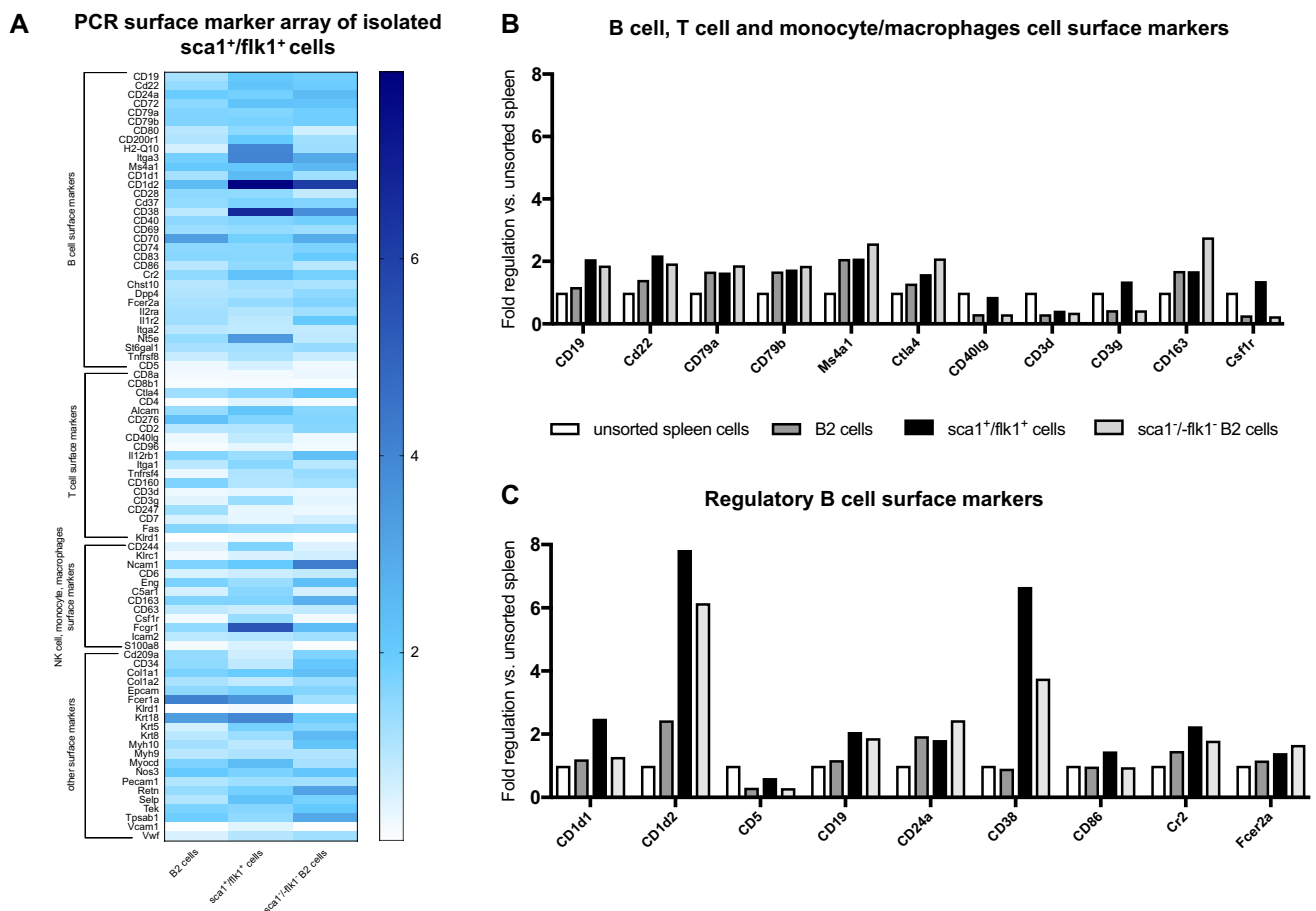 A
PCR surface marker array of isolated
sca1⁺/flk1⁺ cells
B cell surface markers
CD19
Cd22
CD24a
CD72
CD79a
CD79b
CD80
CD200r1
H2-Q10
Itga3
Ms4a1
CD1d1
CD1d2
CD28
Cd37
CD38
CD40
CD69
CD70
CD74
CD83
CD86
Cr2
Chst10
Dpp4
Fcer2a
Il2ra
Il1r2
Itga2
Nt5e
St6gal1
Tnfrsf8
CD5
T cell surface markers
CD8a
CD8b1
Ctla4
CD4
Alcam
CD276
CD2
CD40lg
CD96
Il12rb1
Itga1
Tnfrsf4
CD160
CD3d
CD3g
CD247
CD7
Fas
Klrd1
NK cell, monocyte, macrophages
surface markers
CD244
Klrc1
Ncam1
CD6
Eng
C5ar1
CD163
CD63
Csf1r
Fcgr1
Icam2
S100a8
other surface markers
Cd209a
CD34
Col1a1
Col1a2
Epcam
Fcer1a
Klrd1
Krt18
Krt5
Krt8
Myh10
Myh9
Myocd
Nos3
Pecam1
Retn
Selp
Tek
Tpsab1
Vcam1
Vwf
B2 cells
sca1⁺/flk1⁺ cells
sca1⁻/-flk1⁻ B2 cells
6
4
2
B
B cell, T cell and monocyte/macrophages cell surface markers
Fold regulation vs. unsorted spleen
8
6
4
2
0
CD19
Cd22
CD79a
CD79b
Ms4a1
Ctla4
CD40lg
CD3d
CD3g
CD163
Csf1r
unsorted spleen cells
B2 cells
sca1⁺/flk1⁺ cells
sca1⁻/-flk1⁻ B2 cells
C
Regulatory B cell surface markers
Fold regulation vs. unsorted spleen
8
6
4
2
0
CD1d1
CD1d2
CD5
CD19
CD24a
CD38
CD86
Cr2
Fcer2a